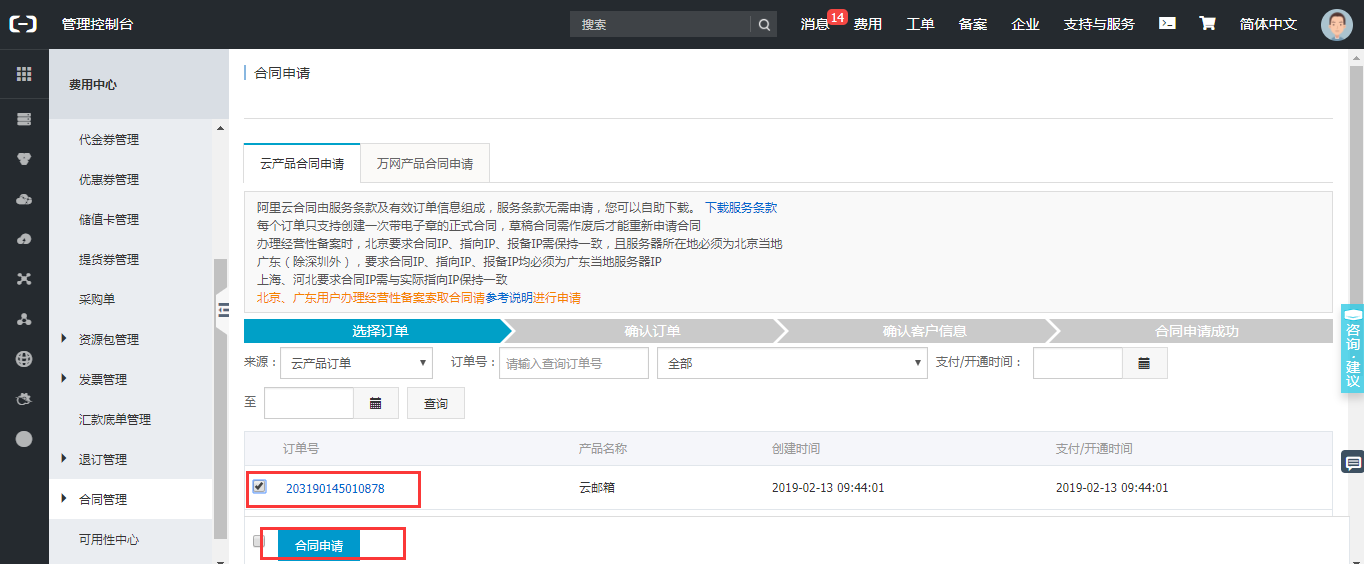 管理控制台
搜索
消息 14 费用 工单 备案 企业 支持与服务 简体中文
费用中心
代金券管理
优惠券管理
储值卡管理
提货券管理
采购单
资源包管理
发票管理
汇款底单管理
退订管理
合同管理
可用性中心
合同申请
云产品合同申请 万网产品合同申请
阿里云合同由服务条款及有效订单信息组成，服务条款无需申请，您可以自助下载。 下载服务条款
每个订单只支持创建一次带电子章的正式合同，草稿合同需作废后才能重新申请合同
办理经营性备案时，北京要求合同IP、指向IP、报备IP需保持一致，且服务器所在地必须为北京当地
广东（除深圳外），要求合同IP、指向IP、报备IP均必须为广东当地服务器IP
上海、河北要求合同IP需与实际指向IP保持一致
北京、广东用户办理经营性备案索取合同请参考说明进行申请
选择订单 确认订单 确认客户信息 合同申请成功
来源： 云产品订单 订单号： 请输入查询订单号 全部 支付/开通时间：
至 查询
订单号 产品名称 创建时间 支付/开通时间
203190145010878 云邮箱 2019-02-13 09:44:01 2019-02-13 09:44:01
合同申请
咨询·建议